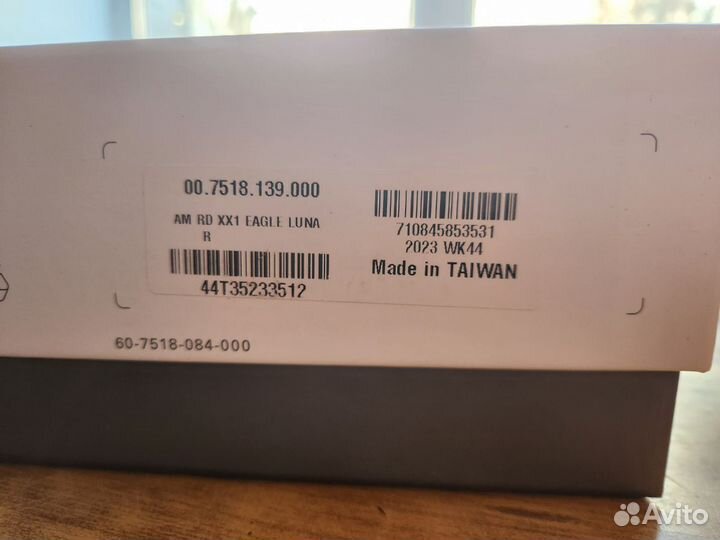 00.7518.139.000
AM RD XX1 EAGLE LUNA
R
44T35233512
710845853531
2023 WK44
Made in TAIWAN
60-7518-084-000
Avito